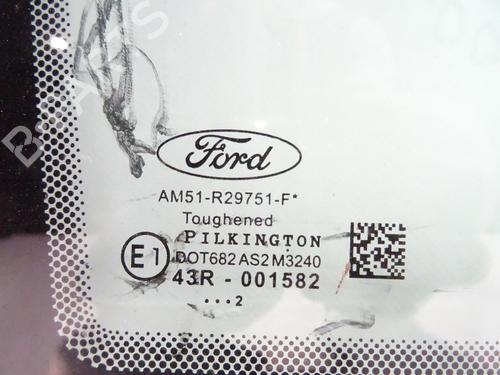 Ford
AM51-R29751-F*
Toughened
PILKINGTON
E1
DOT682 AS2 M3240
43R - 001582
...2